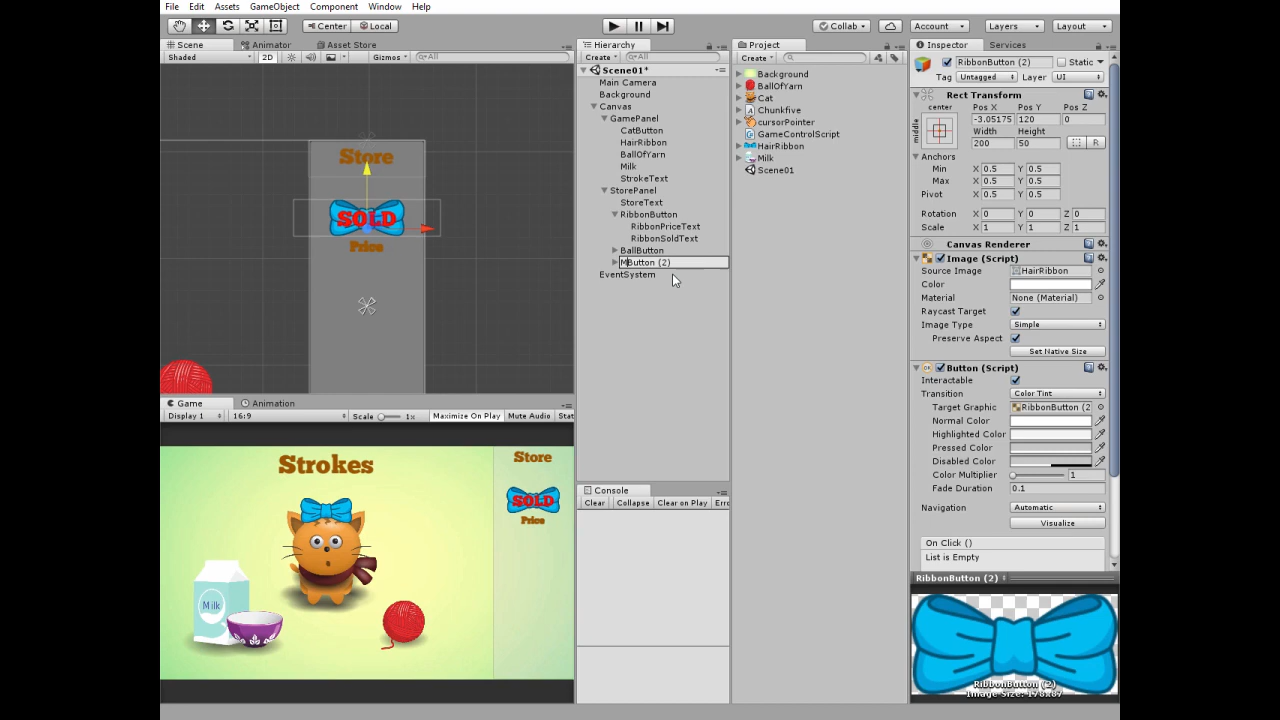 File Edit Assets GameObject Component Window Help
Center Local Collab Account Layers Layout
Scene Animator Asset Store
Shaded 2D Gizmos All
Store
SOLD
Price
Game Animation
Display 1 16:9 Scale 1x Maximize On Play Mute Audio Stat
Strokes
Store
SOLD
Price
Milk
Hierarchy
Create All
Scene01*
Main Camera
Background
Canvas
GamePanel
CatButton
HairRibbon
BallOfYarn
Milk
StrokeText
StorePanel
StoreText
RibbonButton
RibbonPriceText
RibbonSoldText
BallButton
MButton (2)
EventSystem
Console
Clear Collapse Clear on Play Erro
Project
Create
Background
BallOfYarn
Cat
Chunkfive
cursorPointer
GameControlScript
HairRibbon
Milk
Scene01
Inspector Services
RibbonButton (2) Static
Tag Untagged Layer UI
Rect Transform
center Pos X Pos Y Pos Z
middle -3.05175 120 0
Width Height
200 50 R
Anchors
Min X 0.5 Y 0.5
Max X 0.5 Y 0.5
Pivot X 0.5 Y 0.5
Rotation X 0 Y 0 Z 0
Scale X 1 Y 1 Z 1
Canvas Renderer
Image (Script)
Source Image HairRibbon
Color
Material None (Material)
Raycast Target
Image Type Simple
Preserve Aspect
Set Native Size
Button (Script)
Interactable
Transition Color Tint
Target Graphic RibbonButton (2
Normal Color
Highlighted Color
Pressed Color
Disabled Color
Color Multiplier 1
Fade Duration 0.1
Navigation Automatic
Visualize
On Click ()
List is Empty
RibbonButton (2)
RibbonButton (2)
Image Size: 178x87